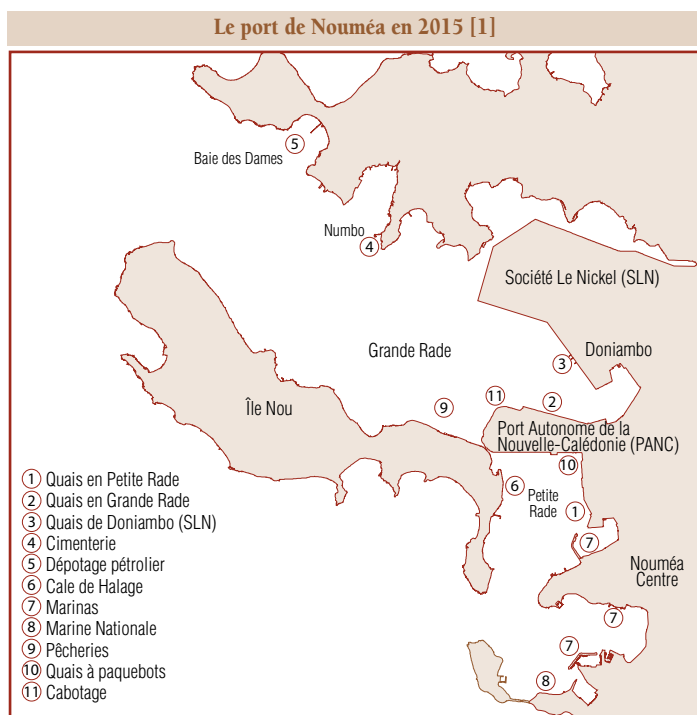 Le port de Nouméa en 2015 [1]
5
Baie des Dames
Numbo
4
Société Le Nickel (SLN)
Grande Rade
Doniambo
3
Île Nou
11
2
9
Port Autonome de la
Nouvelle-Calédonie (PANC)
10
6
Petite
Rade
1
7
Nouméa
Centre
7
7
8
1 Quais en Petite Rade
2 Quais en Grande Rade
3 Quais de Doniambo (SLN)
4 Cimenterie
5 Dépotage pétrolier
6 Cale de Halage
7 Marinas
8 Marine Nationale
9 Pêcheries
10 Quais à paquebots
11 Cabotage